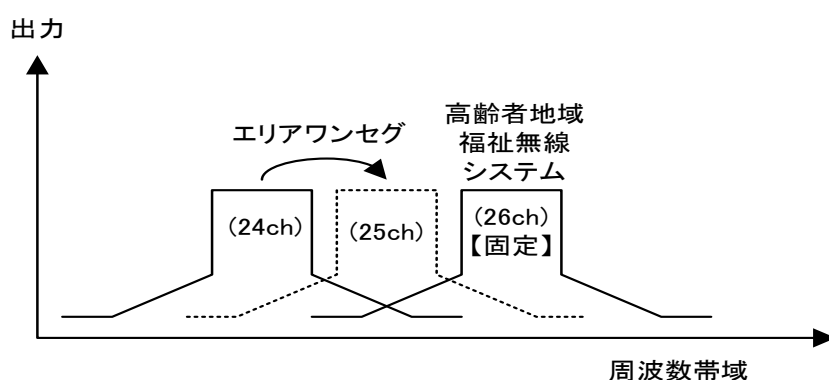 出力
高齢者地域
福祉無線
システム
エリアワンセグ
(24ch)
(25ch)
(26ch)
【固定】
周波数帯域